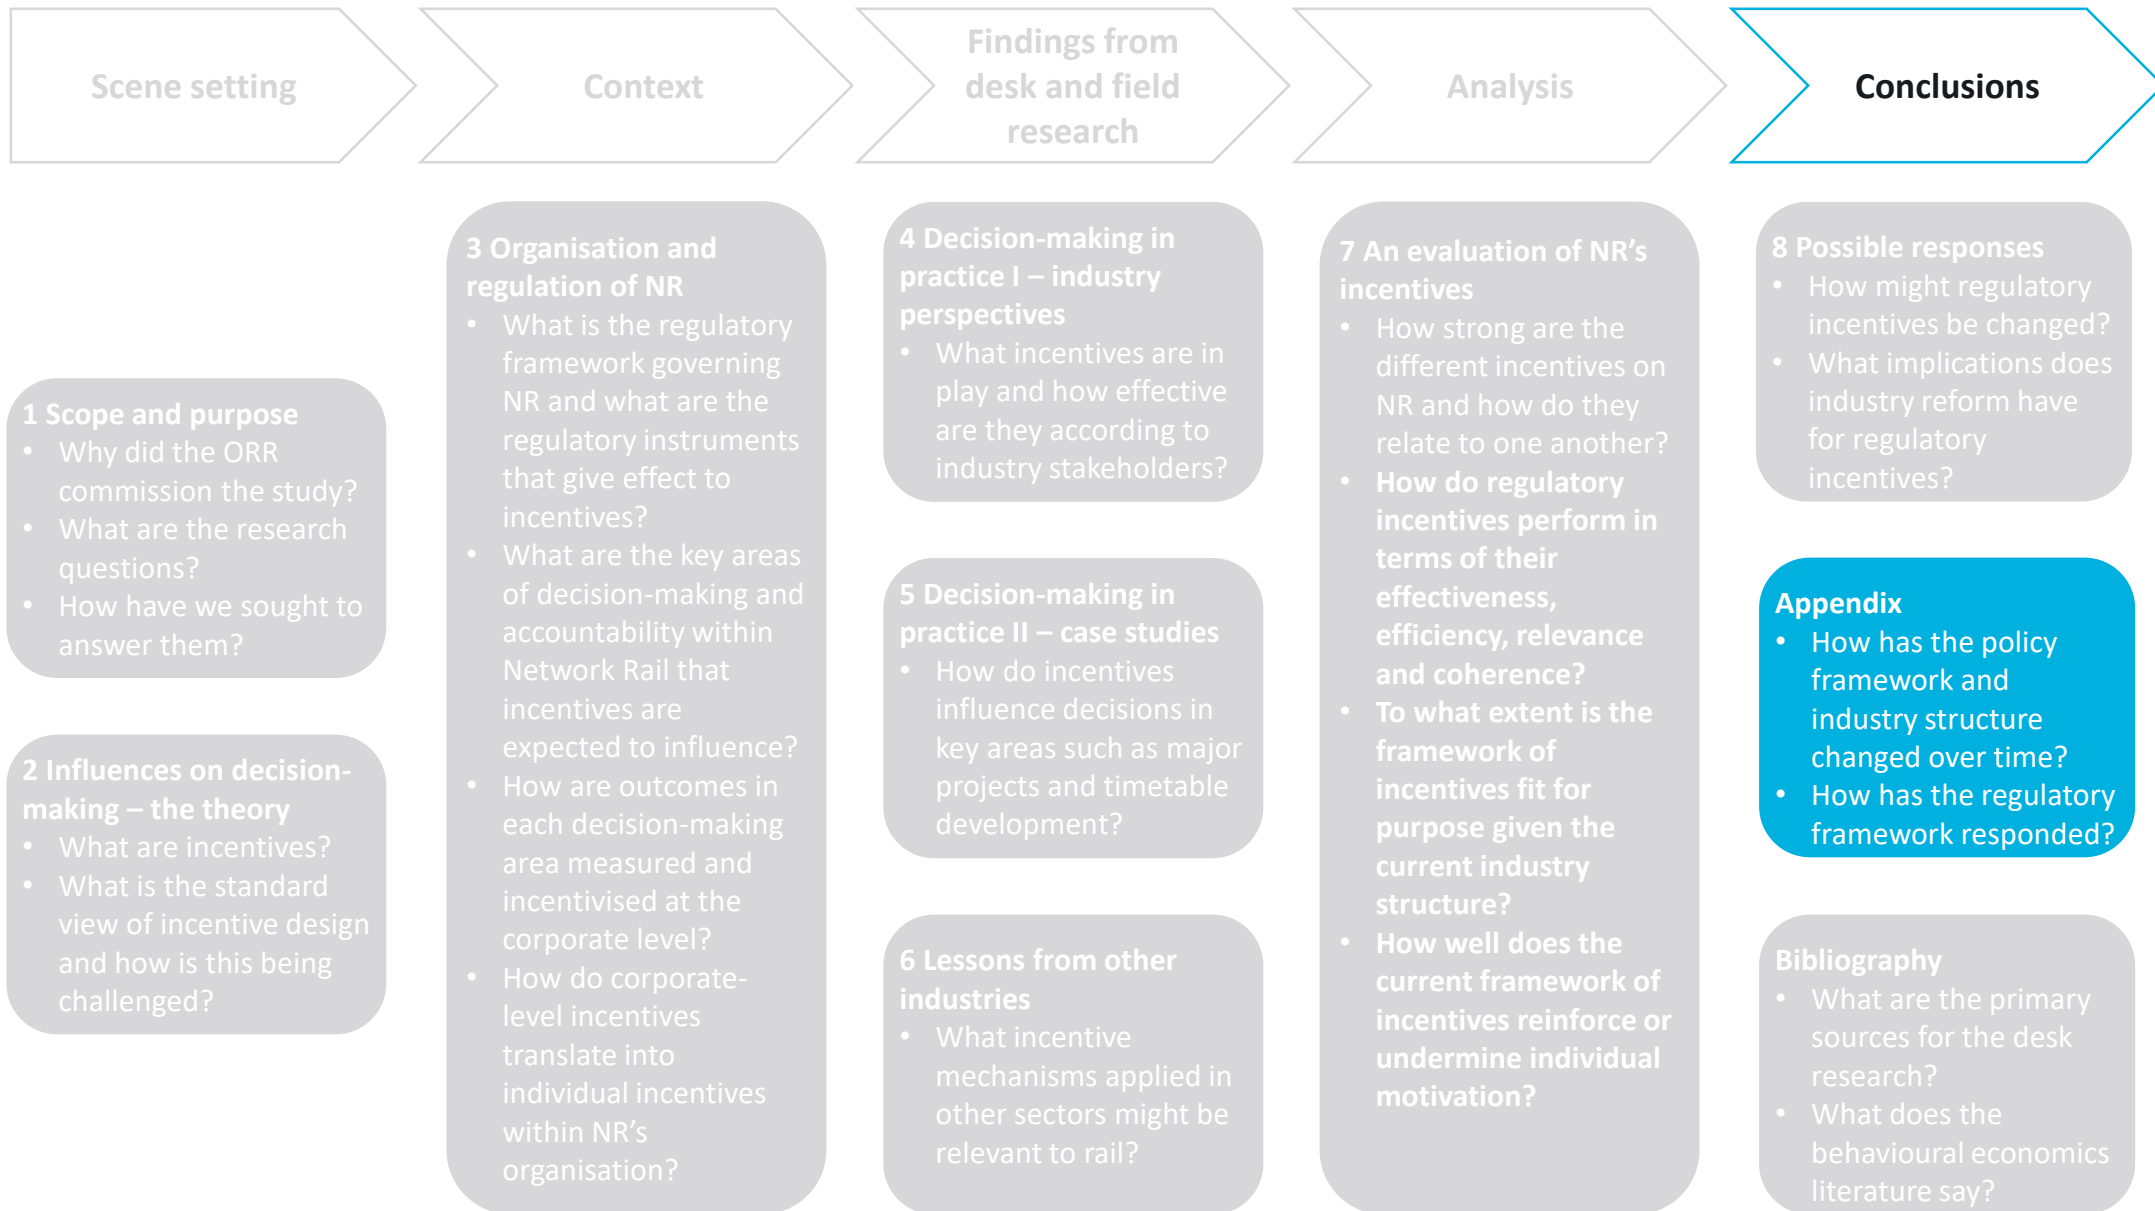 Scene setting
Context
Findings from
desk and field
research
Analysis
Conclusions
1 Scope and purpose
• Why did the ORR
commission the study?
• What are the research
questions?
• How have we sought to
answer them?
2 Influences on decision-
making – the theory
• What are incentives?
• What is the standard
view of incentive design
and how is this being
challenged?
3 Organisation and
regulation of NR
• What is the regulatory
framework governing
NR and what are the
regulatory instruments
that give effect to
incentives?
• What are the key areas
of decision-making and
accountability within
Network Rail that
incentives are
expected to influence?
• How are outcomes in
each decision-making
area measured and
incentivised at the
corporate level?
• How do corporate-
level incentives
translate into
individual incentives
within NR's
organisation?
4 Decision-making in
practice I – industry
perspectives
• What incentives are in
play and how effective
are they according to
industry stakeholders?
5 Decision-making in
practice II – case studies
• How do incentives
influence decisions in
key areas such as major
projects and timetable
development?
6 Lessons from other
industries
• What incentive
mechanisms applied in
other sectors might be
relevant to rail?
7 An evaluation of NR's
incentives
• How strong are the
different incentives on
NR and how do they
relate to one another?
• How do regulatory
incentives perform in
terms of their
effectiveness,
efficiency, relevance
and coherence?
• To what extent is the
framework of
incentives fit for
purpose given the
current industry
structure?
• How well does the
current framework of
incentives reinforce or
undermine individual
motivation?
8 Possible responses
• How might regulatory
incentives be changed?
• What implications does
industry reform have
for regulatory
incentives?
Appendix
• How has the policy
framework and
industry structure
changed over time?
• How has the regulatory
framework responded?
Bibliography
• What are the primary
sources for the desk
research?
• What does the
behavioural economics
literature say?